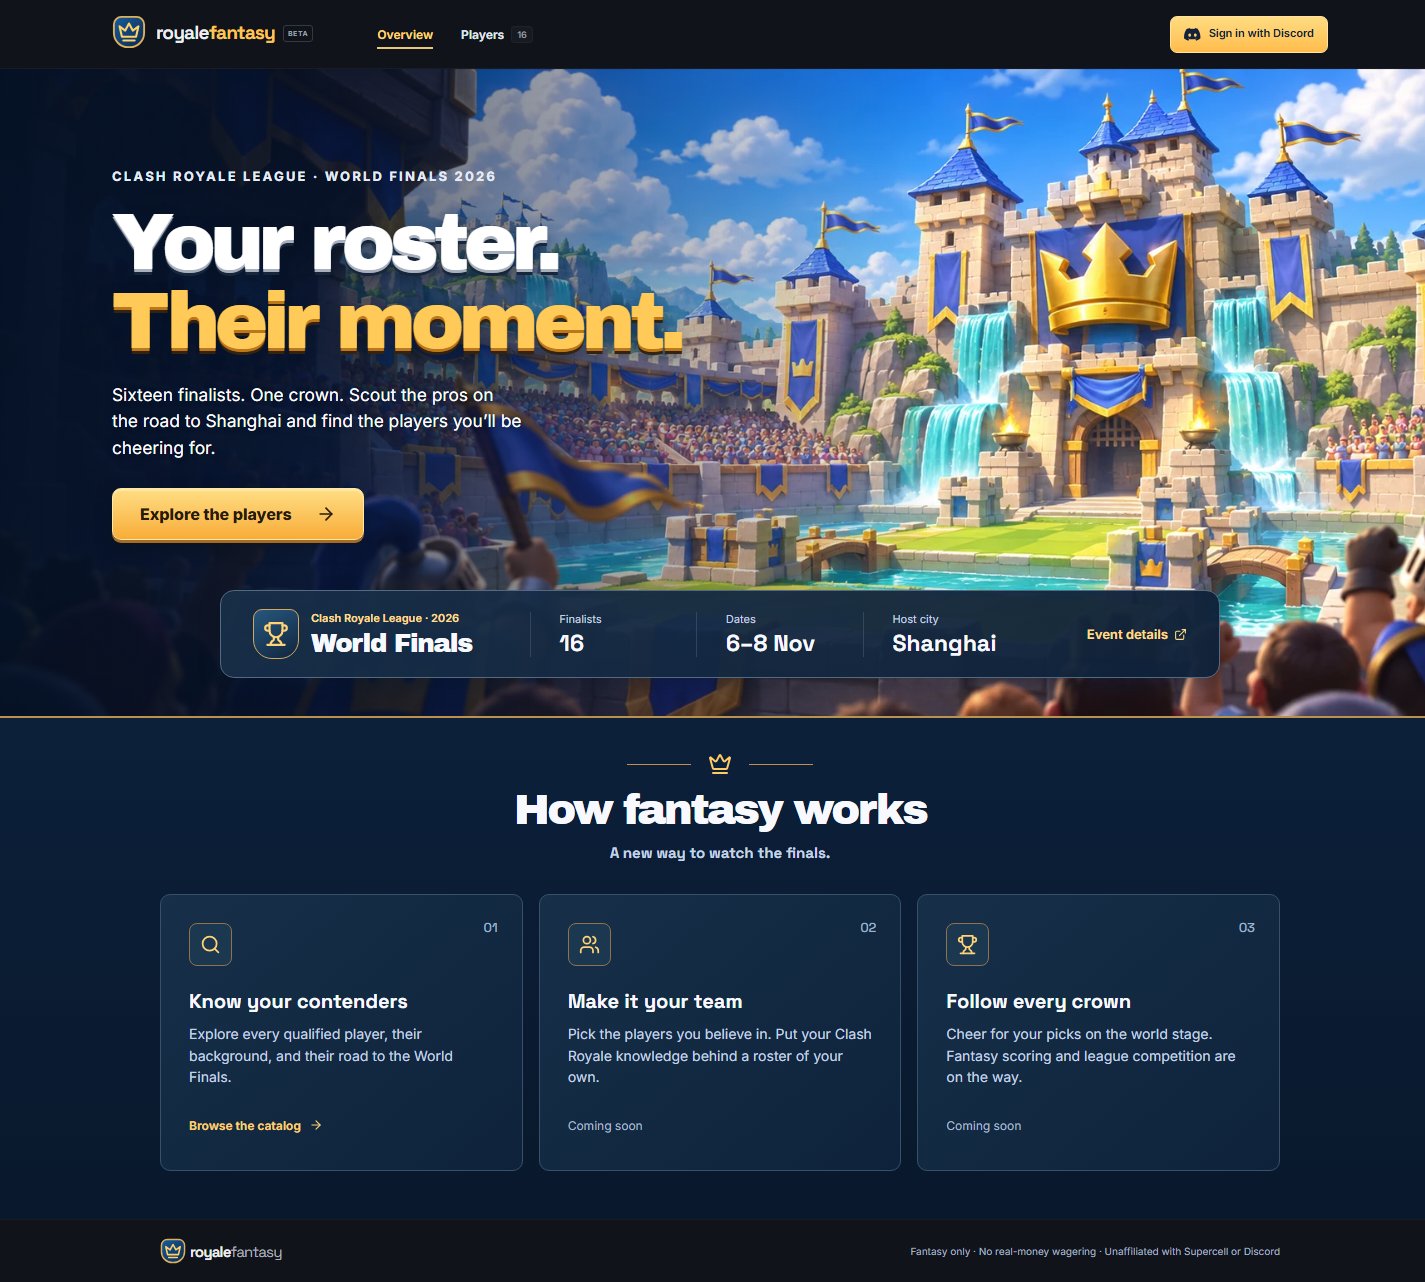 royalefantasy BETA
Overview
Players 16
Sign in with Discord
CLASH ROYALE LEAGUE · WORLD FINALS 2026
Your roster.
Their moment.
Sixteen finalists. One crown. Scout the pros on
the road to Shanghai and find the players you’ll be
cheering for.
Explore the players
Clash Royale League · 2026
World Finals
Finalists
16
Dates
6–8 Nov
Host city
Shanghai
Event details
How fantasy works
A new way to watch the finals.
01
Know your contenders
Explore every qualified player, their
background, and their road to the World
Finals.
Browse the catalog
02
Make it your team
Pick the players you believe in. Put your Clash
Royale knowledge behind a roster of your
own.
Coming soon
03
Follow every crown
Cheer for your picks on the world stage.
Fantasy scoring and league competition are
on the way.
Coming soon
royalefantasy
Fantasy only · No real-money wagering · Unaffiliated with Supercell or Discord